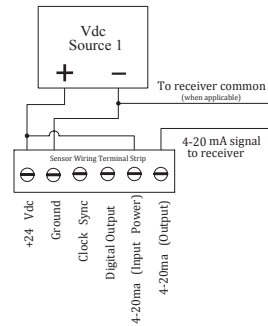 Vdc
Source 1
+ −
To receiver common
(when applicable)
4-20 mA signal
to receiver
Sensor Wiring Terminal Strip
+24 Vdc
Ground
Clock Sync
Digital Output
4-20ma (Input Power)
4-20ma (Output)